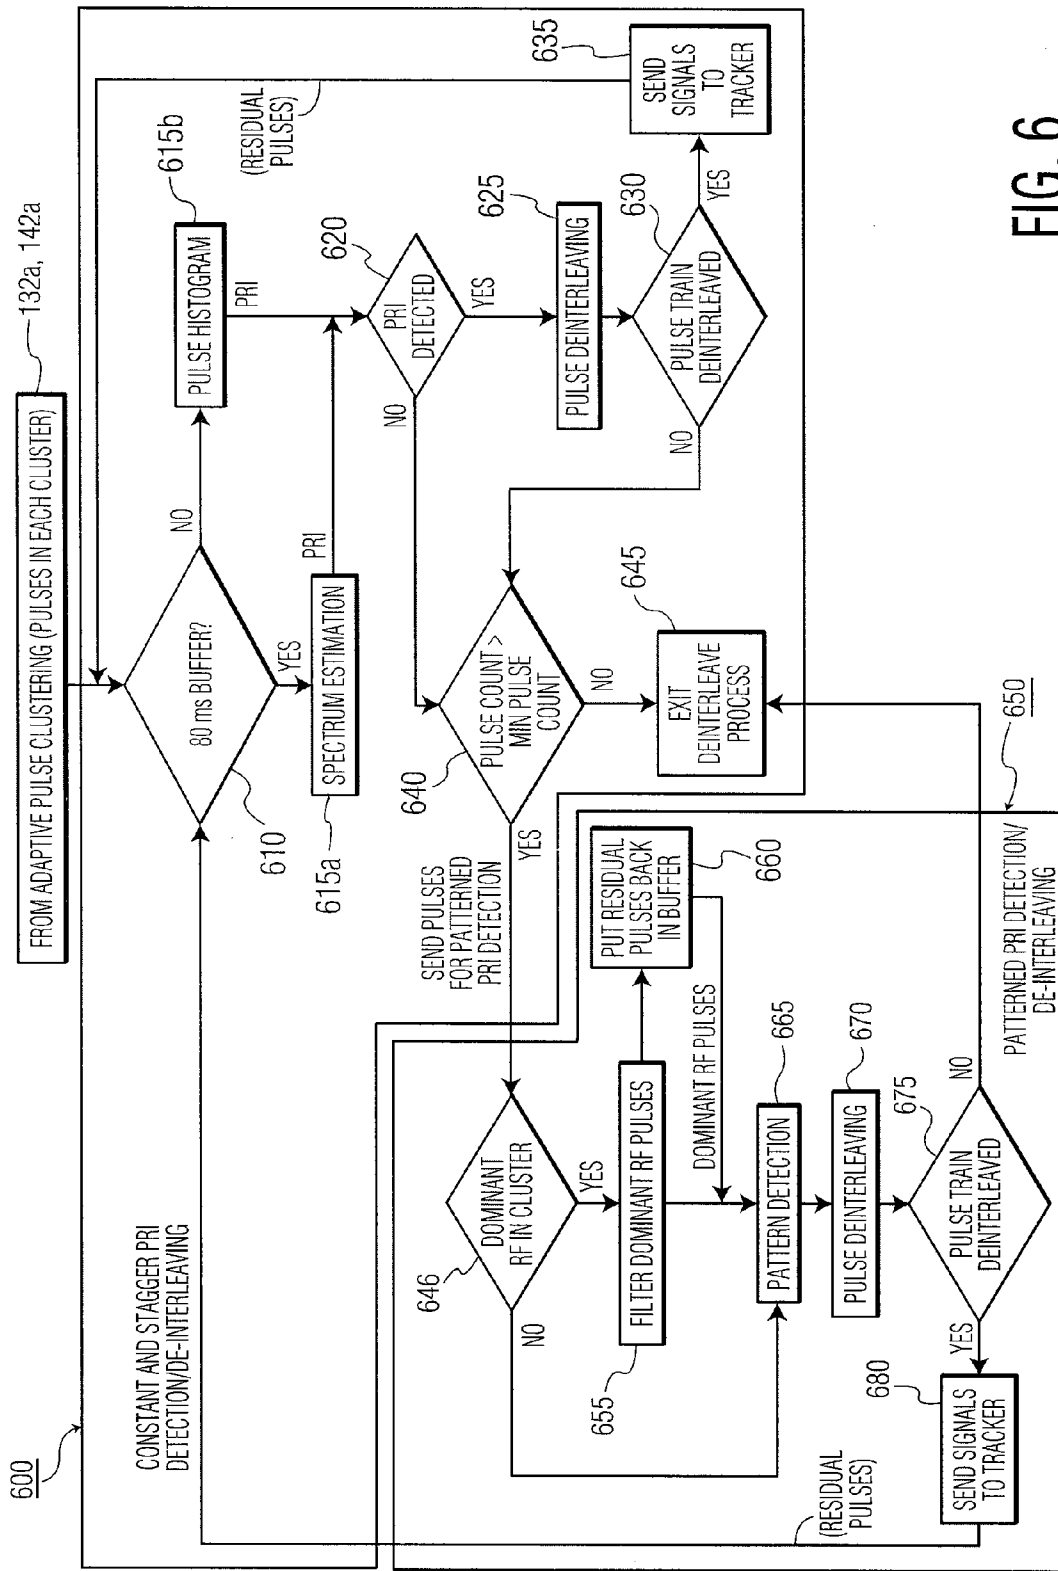 600
FROM ADAPTIVE PULSE CLUSTERING (PULSES IN EACH CLUSTER)
132a, 142a
CONSTANT AND STAGGER PRI
DETECTION/DE-INTERLEAVING
80 ms BUFFER?
610
NO
YES
PULSE HISTOGRAM
615b
PRI
SPECTRUM ESTIMATION
615a
PRI
(RESIDUAL
PULSES)
PRI
DETECTED
620
NO
YES
PULSE DEINTERLEAVING
625
PULSE TRAIN
DEINTERLEAVED
630
NO
YES
SEND
SIGNALS
TO
TRACKER
635
PULSE COUNT >
MIN PULSE
COUNT
640
YES
NO
EXIT
DEINTERLEAVE
PROCESS
645
SEND PULSES
FOR PATTERNED
PRI DETECTION
DOMINANT
RF IN CLUSTER
646
NO
YES
FILTER DOMINANT RF PULSES
655
PUT RESIDUAL
PULSES BACK
IN BUFFER
660
DOMINANT RF PULSES
PATTERN DETECTION
665
PULSE DEINTERLEAVING
670
PULSE TRAIN
DEINTERLEAVED
675
YES
NO
SEND SIGNALS
TO TRACKER
680
(RESIDUAL
PULSES)
PATTERNED PRI DETECTION/
DE-INTERLEAVING
650
FIG. 6